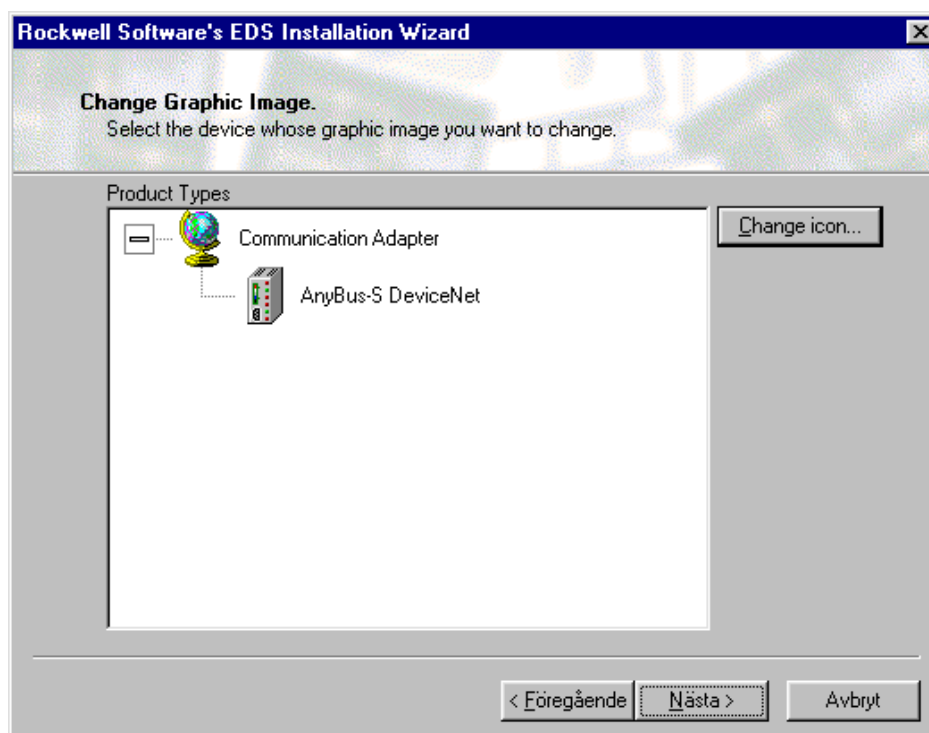 Rockwell Software's EDS Installation Wizard
Change Graphic Image.
Select the device whose graphic image you want to change.
Product Types
Communication Adapter
AnyBus-S DeviceNet
Change icon...
< Föregående
Nästa >
Avbryt